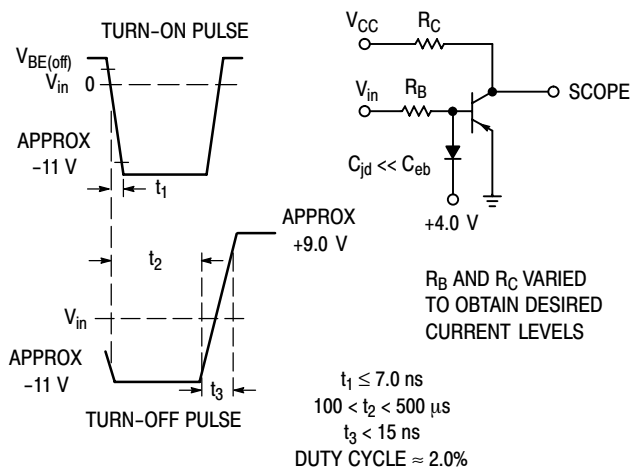 TURN-ON PULSE
V_BE(off)
V_in
0
APPROX
-11 V
t_1
t_2
APPROX
+9.0 V
V_in
APPROX
-11 V
t_3
TURN-OFF PULSE
V_CC
R_C
V_in
R_B
SCOPE
C_jd << C_eb
+4.0 V
R_B AND R_C VARIED
TO OBTAIN DESIRED
CURRENT LEVELS
t_1 ≤ 7.0 ns
100 < t_2 < 500 μs
t_3 < 15 ns
DUTY CYCLE ≈ 2.0%